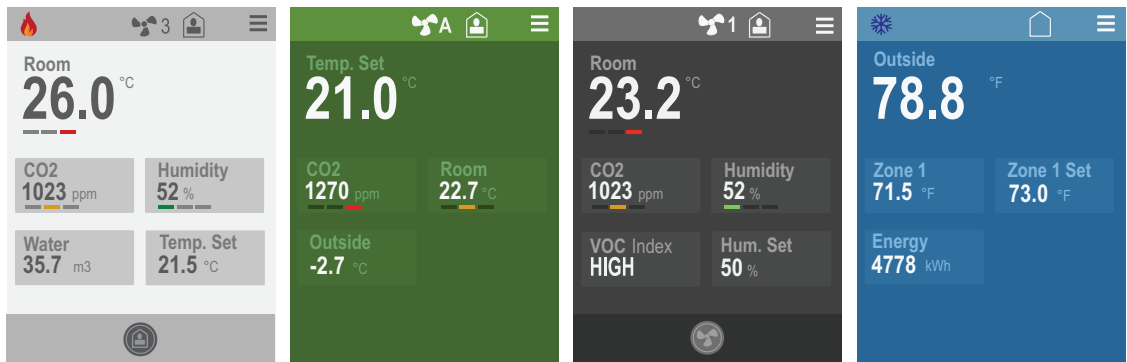 3
Room
26.0 °C
CO2
1023 ppm
Humidity
52 %
Water
35.7 m3
Temp. Set
21.5 °C
A
Temp. Set
21.0 °C
CO2
1270 ppm
Room
22.7 °C
Outside
-2.7 °C
1
Room
23.2 °C
CO2
1023 ppm
Humidity
52 %
VOC Index
HIGH
Hum. Set
50 %
Outside
78.8 °F
Zone 1
71.5 °F
Zone 1 Set
73.0 °F
Energy
4778 kWh